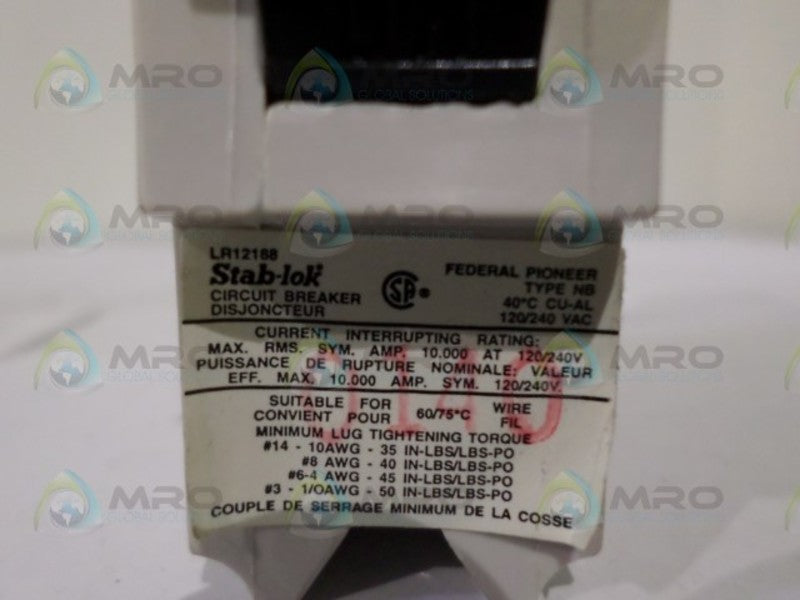 MRO GLOBAL SOLUTIONS
LR12188
Stab-lok
CIRCUIT BREAKER
DISJONCTEUR
SA ®
FEDERAL PIONEER
TYPE NB
40°C CU-AL
120/240 VAC
CURRENT INTERRUPTING RATING:
MAX. RMS. SYM. AMP. 10.000 AT 120/240V
PUISSANCE DE RUPTURE NOMINALE: VALEUR
EFF. MAX. 10.000 AMP. SYM. 120/240V.
SUITABLE FOR 60/75°C WIRE
CONVIENT POUR FIL
MINIMUM LUG TIGHTENING TORQUE
#14 - 10AWG - 35 IN-LBS/LBS-PO
#8 AWG - 40 IN-LBS/LBS-PO
#6-4 AWG - 45 IN-LBS/LBS-PO
#3 - 1/0AWG - 50 IN-LBS/LBS-PO
COUPLE DE SERRAGE MINIMUM DE LA COSSE